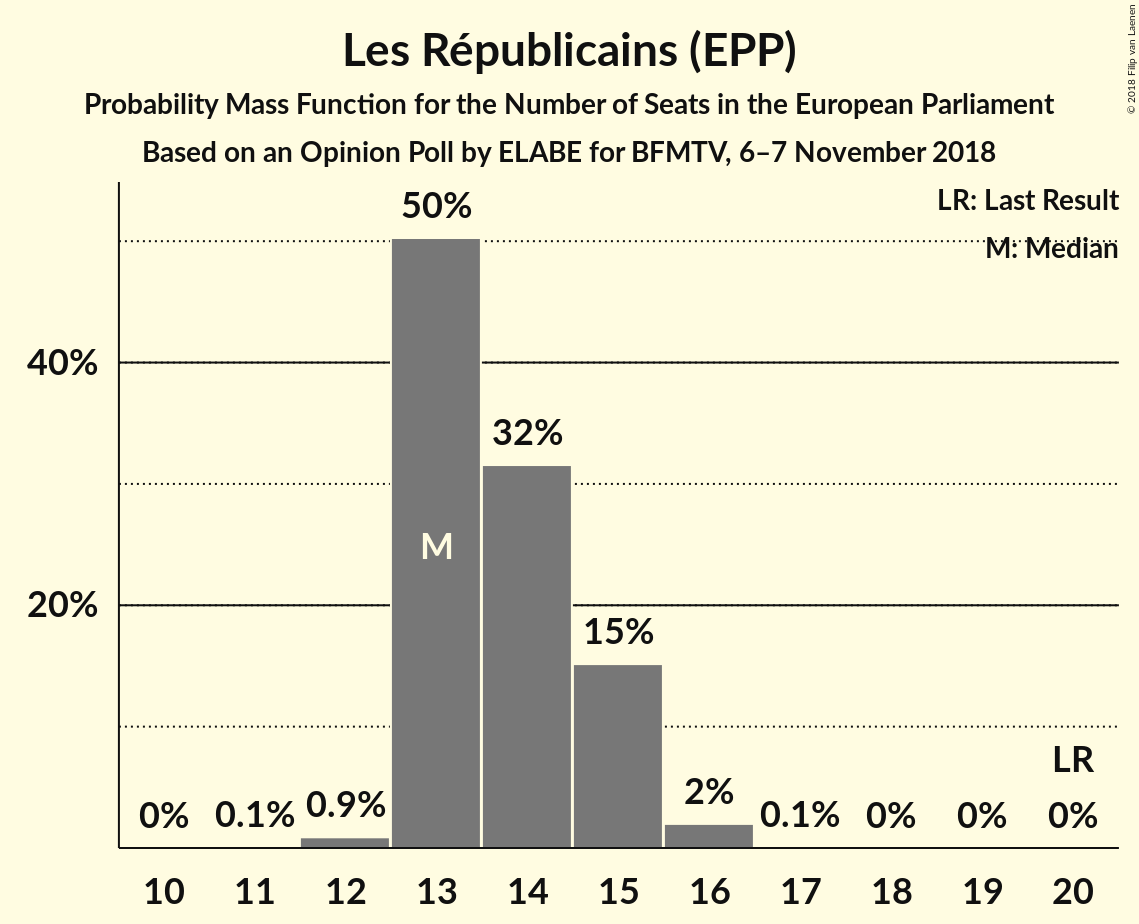 Les Républicains (EPP)
Probability Mass Function for the Number of Seats in the European Parliament
Based on an Opinion Poll by ELABE for BFMTV, 6–7 November 2018
© 2018 Filip van Laenen
LR: Last Result
M: Median
40%
20%
0%
0.1%
0.9%
50%
M
32%
15%
2%
0.1%
0%
0%
LR
0%
10 11 12 13 14 15 16 17 18 19 20